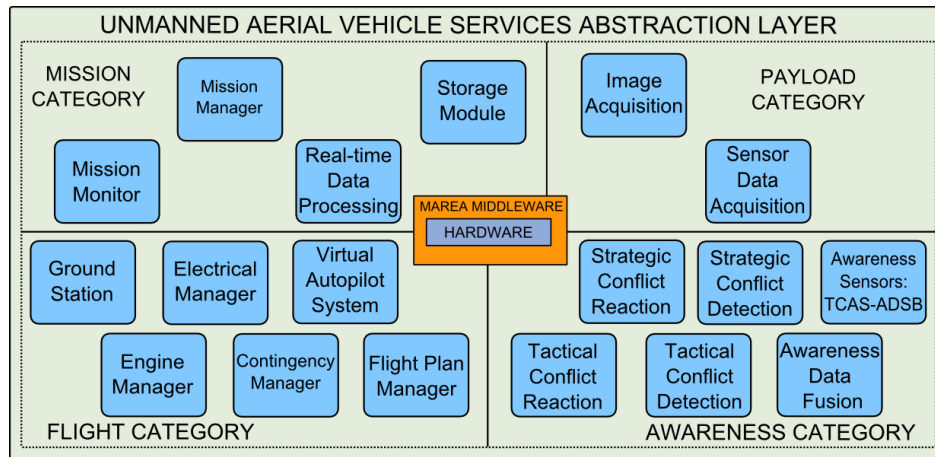 UNMANNED AERIAL VEHICLE SERVICES ABSTRACTION LAYER
MISSION
CATEGORY
Mission
Manager
Storage
Module
Mission
Monitor
Real-time
Data
Processing
Image
Acquisition
PAYLOAD
CATEGORY
Sensor
Data
Acquisition
MAREA MIDDLEWARE
HARDWARE
Ground
Station
Electrical
Manager
Virtual
Autopilot
System
Engine
Manager
Contingency
Manager
Flight Plan
Manager
FLIGHT CATEGORY
Strategic
Conflict
Reaction
Strategic
Conflict
Detection
Awareness
Sensors:
TCAS-ADSB
Tactical
Conflict
Reaction
Tactical
Conflict
Detection
Awareness
Data
Fusion
AWARENESS CATEGORY